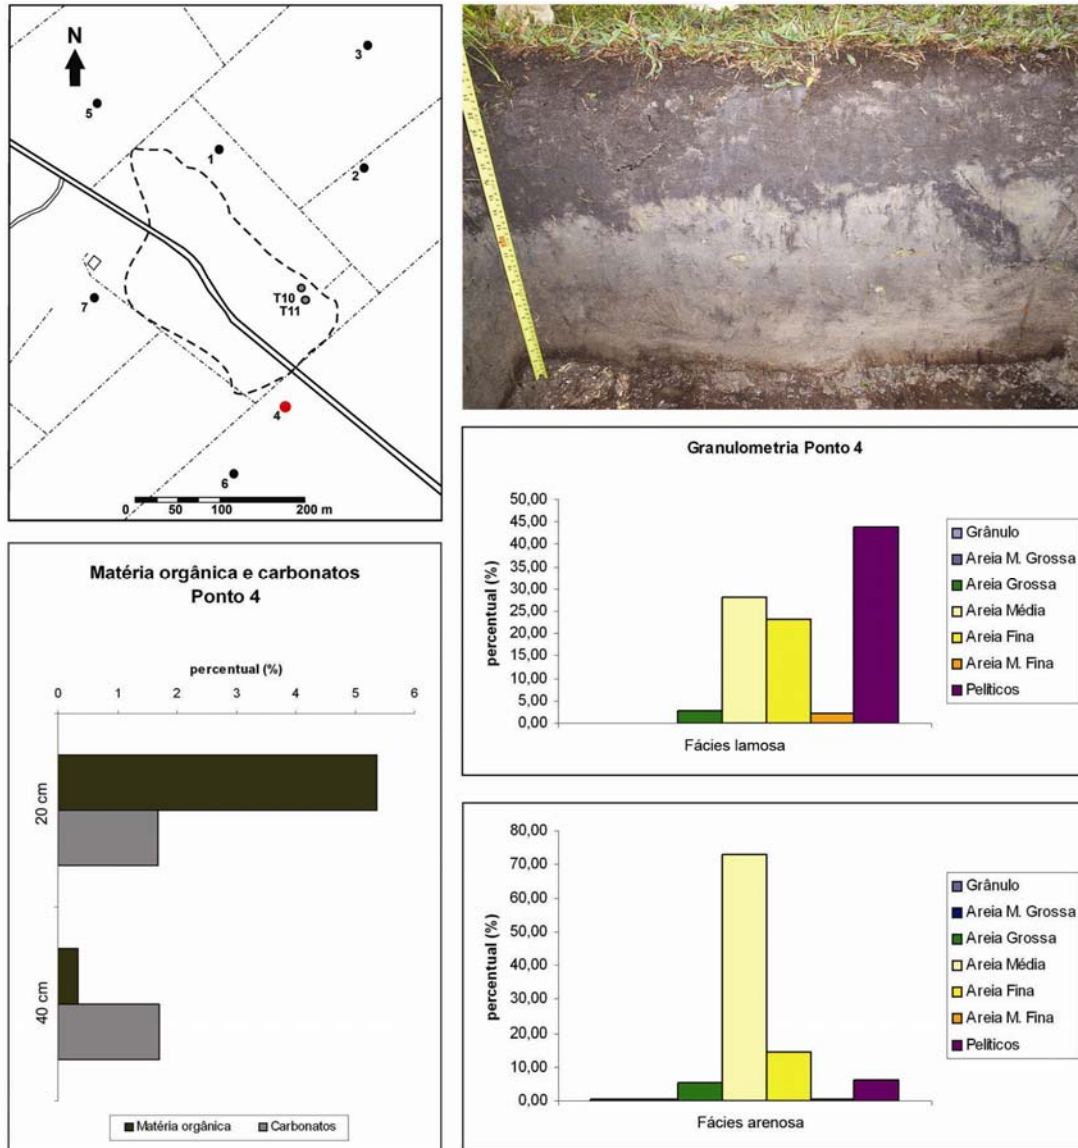 N
3
5
1
2
T10
T11
7
4
6
0 50 100 200 m
Matéria orgânica e carbonatos
Ponto 4
percentual (%)
0 1 2 3 4 5 6
20 cm
40 cm
Matéria orgânica Carbonatos
Granulometria Ponto 4
percentual (%)
50,00
45,00
40,00
35,00
30,00
25,00
20,00
15,00
10,00
5,00
0,00
Fácies lamosa
Grânulo
Areia M. Grossa
Areia Grossa
Areia Média
Areia Fina
Areia M. Fina
Pelíticos
percentual (%)
80,00
70,00
60,00
50,00
40,00
30,00
20,00
10,00
0,00
Fácies arenosa
Grânulo
Areia M. Grossa
Areia Grossa
Areia Média
Areia Fina
Areia M. Fina
Pelíticos